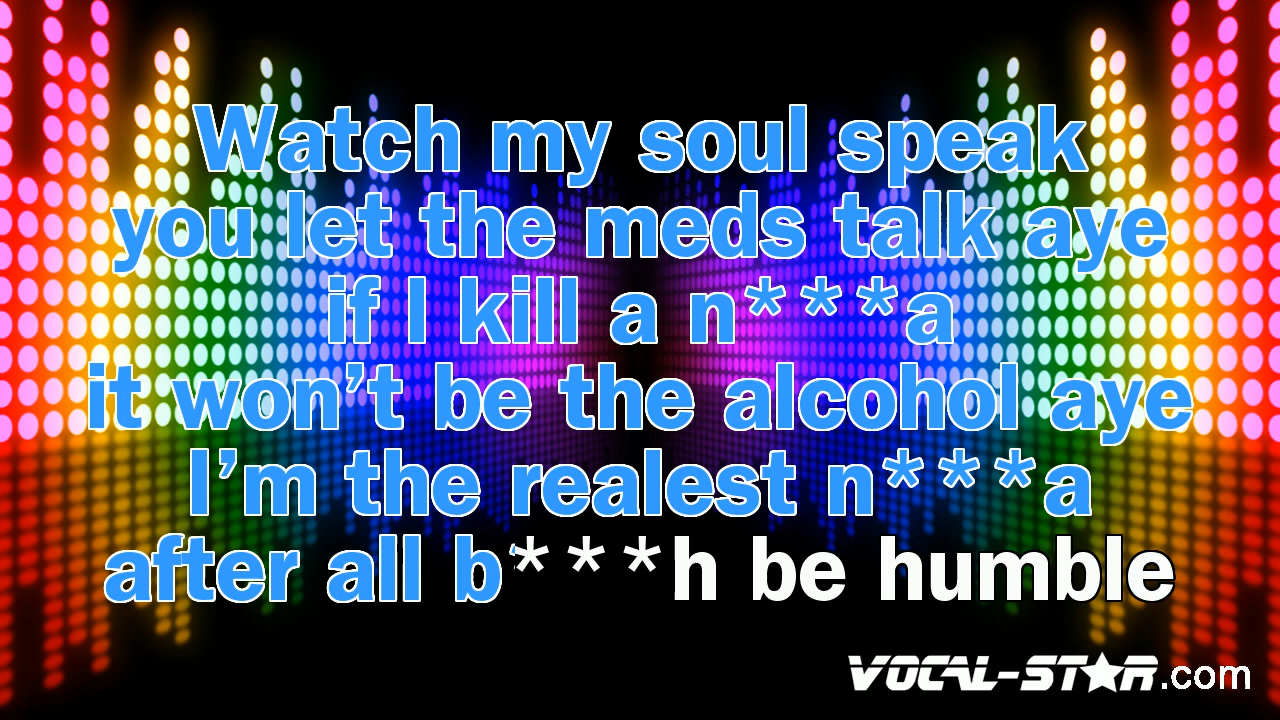 Watch my soul speak
you let the meds talk aye
if I kill a n***a
it won't be the alcohol aye
I'm the realest n***a
after all b***h be humble
VOCAL-STAR.com